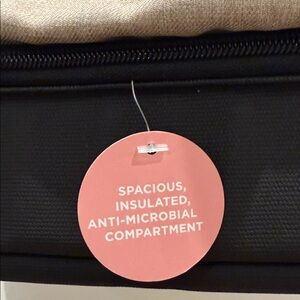 SPACIOUS,
INSULATED,
ANTI-MICROBIAL
COMPARTMENT